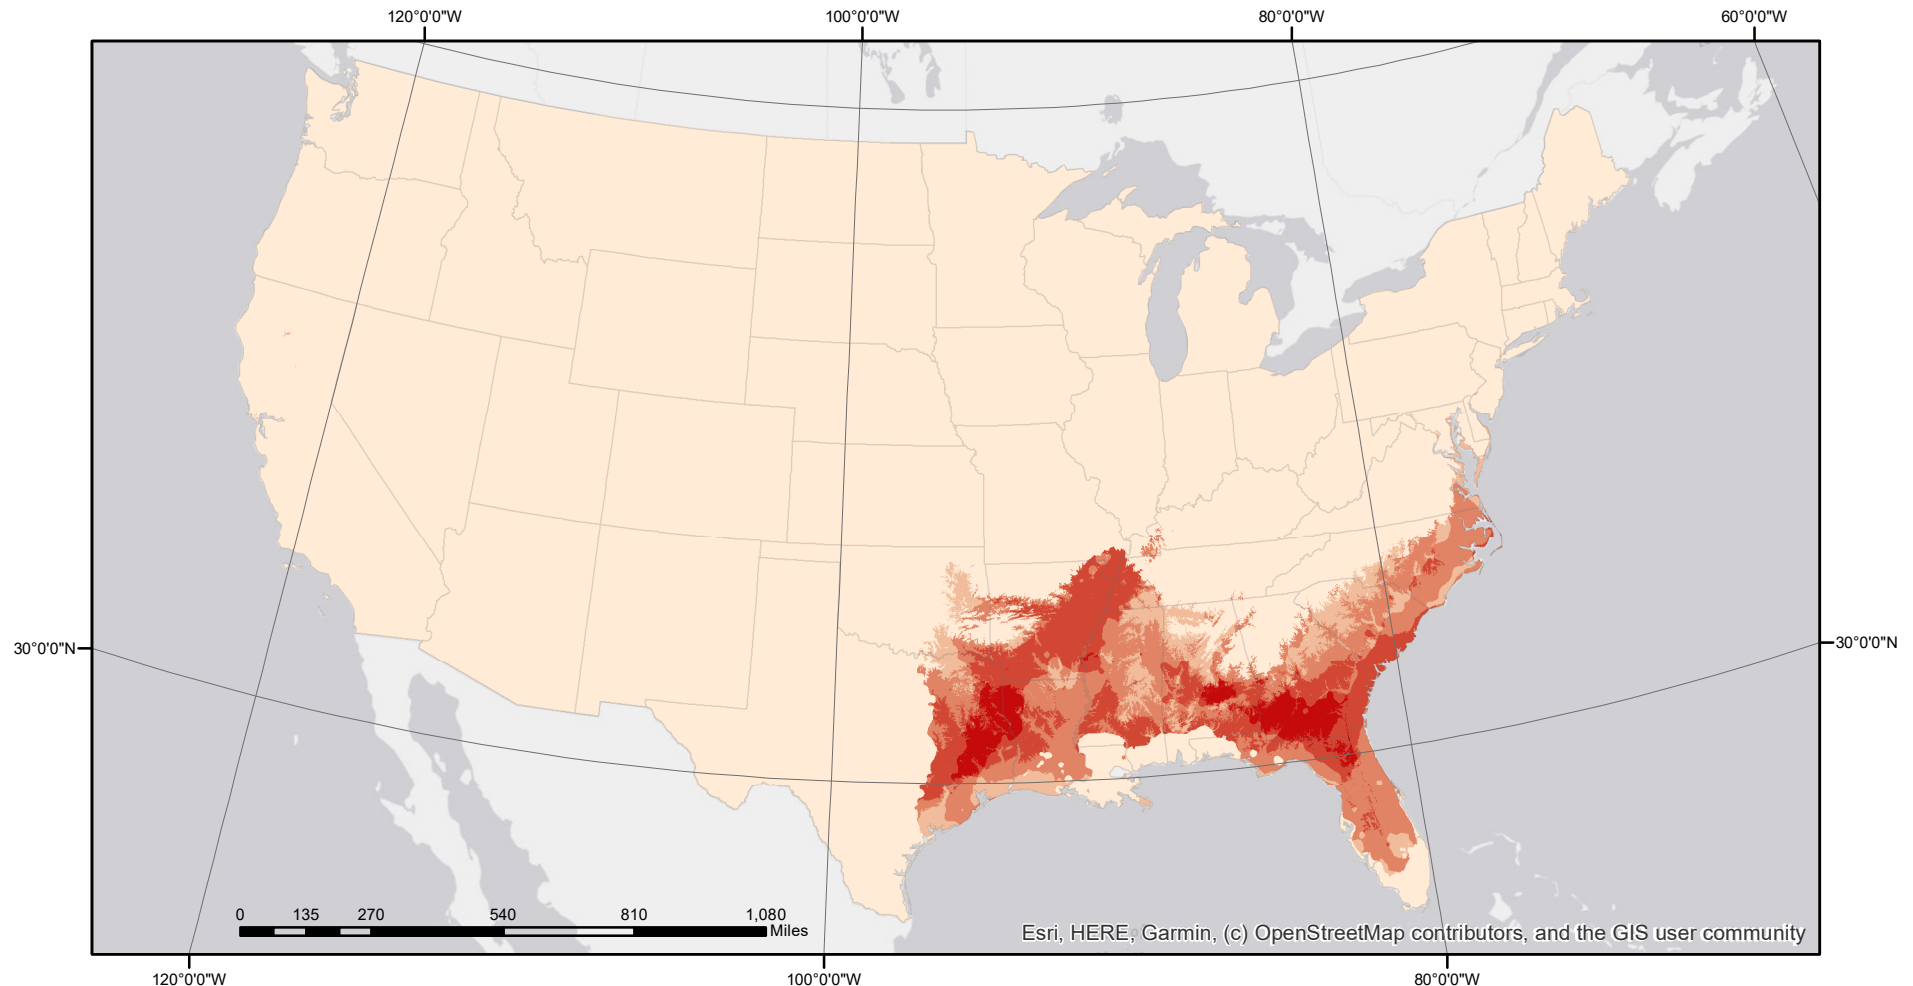 120°0'0"W 100°0'0"W 80°0'0"W 60°0'0"W
30°0'0"N 30°0'0"N
0 135 270 540 810 1,080
Miles
Esri, HERE, Garmin, (c) OpenStreetMap contributors, and the GIS user community
120°0'0"W 100°0'0"W 80°0'0"W